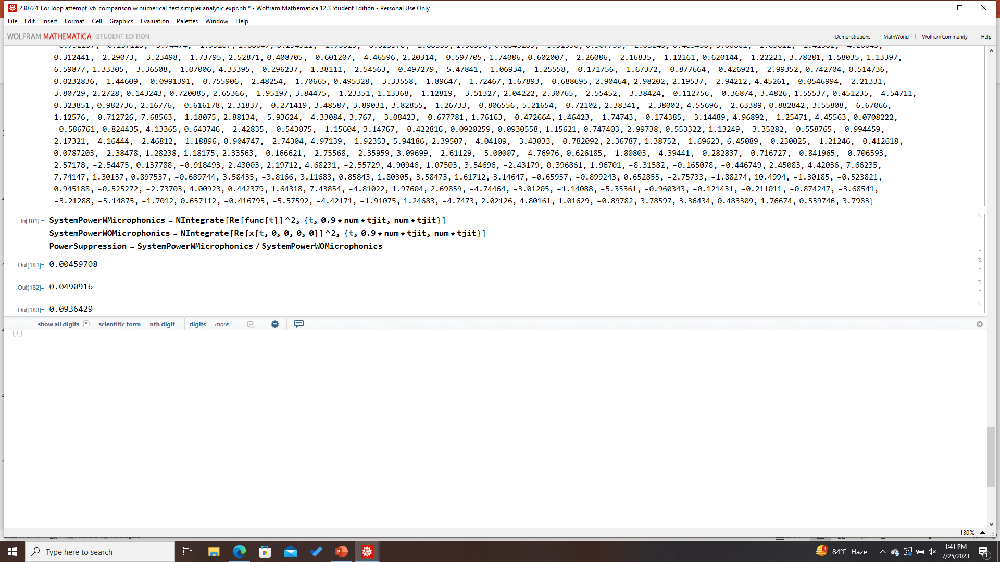 230724_For loop attempt_v6_comparison w numerical_test simpler analytic expr.nb * - Wolfram Mathematica 12.3 Student Edition - Personal Use Only
File Edit Insert Format Cell Graphics Evaluation Palettes Window Help
WOLFRAM MATHEMATICA STUDENT EDITION
Demonstrations MathWorld Wolfram Community Help
0.312441, -2.29073, -3.23498, -1.73795, 2.52871, 0.408705, -0.601207, -4.46596, 2.20314, -0.597705, 1.74086, 0.602007, -2.26086, -2.16835, -1.12161, 0.620144, -1.22221, 3.78281, 1.58035, 1.13397,
6.59877, 1.33305, -3.36508, -1.07006, 4.33395, -0.296237, -1.38111, -2.54563, -0.497279, -5.47841, -1.06934, -1.25558, -0.171756, -1.67372, -0.877664, -0.426921, -2.99352, 0.742704, 0.514736,
0.0232836, -1.44609, -0.0991391, -0.755906, -2.48254, -1.70665, 0.495328, -3.33558, -1.89647, -1.72467, 1.67893, -0.688695, 2.90464, 2.98202, 2.19537, -2.94212, 4.45261, -0.0546994, -2.21331,
3.80729, 2.2728, 0.143243, 0.720085, 2.65366, -1.95197, 3.84475, -1.23351, 1.13368, -1.12819, -3.51327, 2.04222, 2.30765, -2.55452, -3.38424, -0.112756, -0.36874, 3.4826, 1.55537, 0.451235, -4.54711,
0.323851, 0.982736, 2.16776, -0.616178, 2.31837, -0.271419, 3.48587, 3.89031, 3.82855, -1.26733, -0.806556, 5.21654, -0.72102, 2.38341, -2.38002, 4.55696, -2.63389, 0.882842, 3.55808, -6.67066,
1.12576, -0.712726, 7.68563, -1.18075, 2.88134, -5.93624, -4.33084, 3.767, -3.08423, -0.677781, 1.76163, -0.472664, 1.46423, -1.74743, -0.174385, -3.14489, 4.96892, -1.25471, 4.45563, 0.0708222,
-0.586761, 0.824435, 4.13365, 0.643746, -2.42835, -0.543075, -1.15604, 3.14767, -0.422816, 0.0920259, 0.0930558, 1.15621, 0.747403, 2.99738, 0.553322, 1.13249, -3.35282, -0.558765, -0.994459,
2.17321, -4.16444, -2.46812, -1.18896, 0.904747, -2.74304, 4.97139, -1.92353, 5.94186, 2.39507, -4.04109, -3.43033, -0.782092, 2.36787, 1.38752, -1.69623, 6.45089, -0.230025, -1.21246, -0.412618,
0.0787203, -2.38478, 1.28238, 1.18175, 2.33563, -0.166621, -2.75568, -2.35959, 3.09699, -2.61129, -5.00007, -4.76976, 0.626185, -1.80803, -4.39441, -0.282837, -0.716727, -0.841965, -0.706593,
2.57178, -2.54475, 0.137788, -0.918493, 2.43003, 2.19712, 4.68231, -2.55729, 4.90946, 1.07503, 3.54696, -2.43179, 0.396861, 1.96701, -8.31582, -0.165078, -0.446749, 2.45083, 4.42036, 7.66235,
7.74147, 1.30137, 0.897537, -0.689744, 3.58435, -3.8166, 3.11683, 0.85843, 1.80305, 3.58473, 1.61712, 3.14647, -0.65957, -0.899243, 0.652855, -2.75733, -1.88274, 10.4994, -1.30185, -0.523821,
0.945188, -0.525272, -2.73703, 4.00923, 0.442379, 1.64318, 7.43854, -4.81022, 1.97604, 2.69859, -4.74464, -3.01205, -1.14088, -5.35361, -0.960343, -0.121431, -0.211011, -0.874247, -3.68541,
-3.21288, -5.14875, -1.7012, 0.657112, -0.416795, -5.57592, -4.42171, -1.91075, 1.24683, -4.7473, 2.02126, 4.80161, 1.01629, -0.89782, 3.78597, 3.36434, 0.483309, 1.76674, 0.539746, 3.7983}
In[181]:= SystemPowerWMicrophonics = NIntegrate[Re[func[t]]^2, {t, 0.9*num*tjit, num*tjit}]
SystemPowerWOMicrophonics = NIntegrate[Re[x[t, 0, 0, 0, 0]]^2, {t, 0.9*num*tjit, num*tjit}]
PowerSuppression = SystemPowerWMicrophonics / SystemPowerWOMicrophonics
Out[181]= 0.00459708
Out[182]= 0.0490916
Out[183]= 0.0936429
show all digits scientific form nth digit... digits more...
130%
Type here to search
84°F Haze
1:41 PM
7/25/2023
1